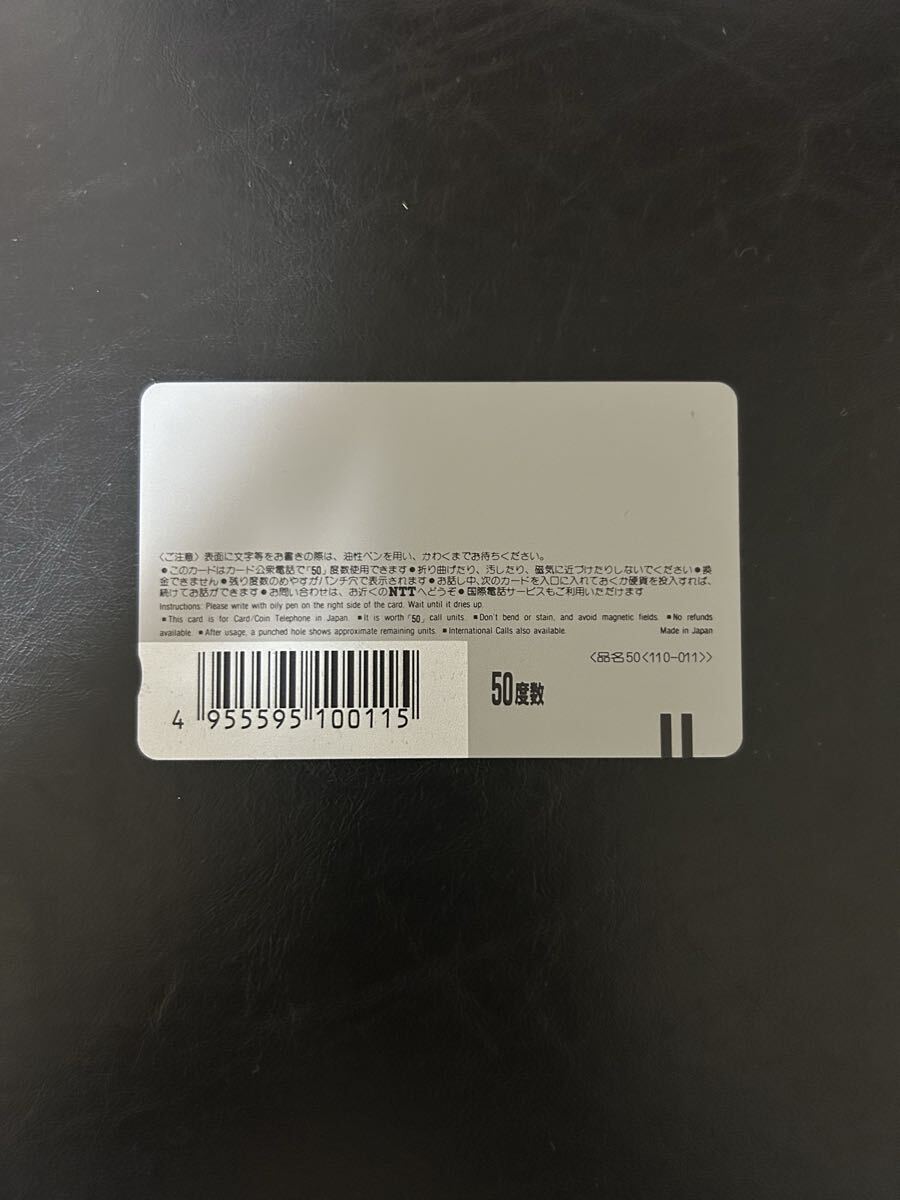 〈ご注意〉表面に文字等をお書きの際は、油性ペンを用い、かわくまでお待ちください。
●このカードはカード公衆電話で「50」度数使用できます●折り曲げたり、汚したり、磁気に近づけたりしないでください●換
金できません●残り度数のめやすがパンチ穴で表示されます●お話し中、次のカードを入口に入れておくか硬貨を投入すれば、
続けてお話ができます●お問い合わせは、お近くのNTTへどうぞ●国際電話サービスもご利用いただけます
Instructions: Please write with oily pen on the right side of the card. Wait until it dries up.
■This card is for Card/Coin Telephone in Japan. ■It is worth「50」call units. ■Don't bend or stain, and avoid magnetic fields. ■No refunds
available. ■After usage, a punched hole shows approximate remaining units. ■International Calls also available. Made in Japan
〈品名50〈110-011〉〉
50度数
4 955595 100115